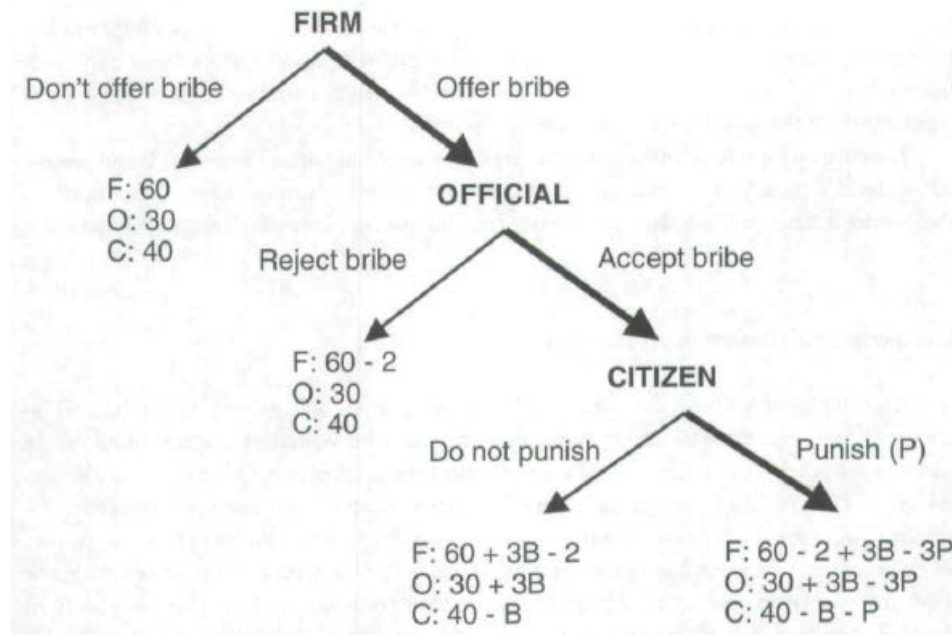 FIRM
Don't offer bribe
Offer bribe
F: 60
O: 30
C: 40
OFFICIAL
Reject bribe
Accept bribe
F: 60 - 2
O: 30
C: 40
CITIZEN
Do not punish
Punish (P)
F: 60 + 3B - 2
O: 30 + 3B
C: 40 - B
F: 60 - 2 + 3B - 3P
O: 30 + 3B - 3P
C: 40 - B - P